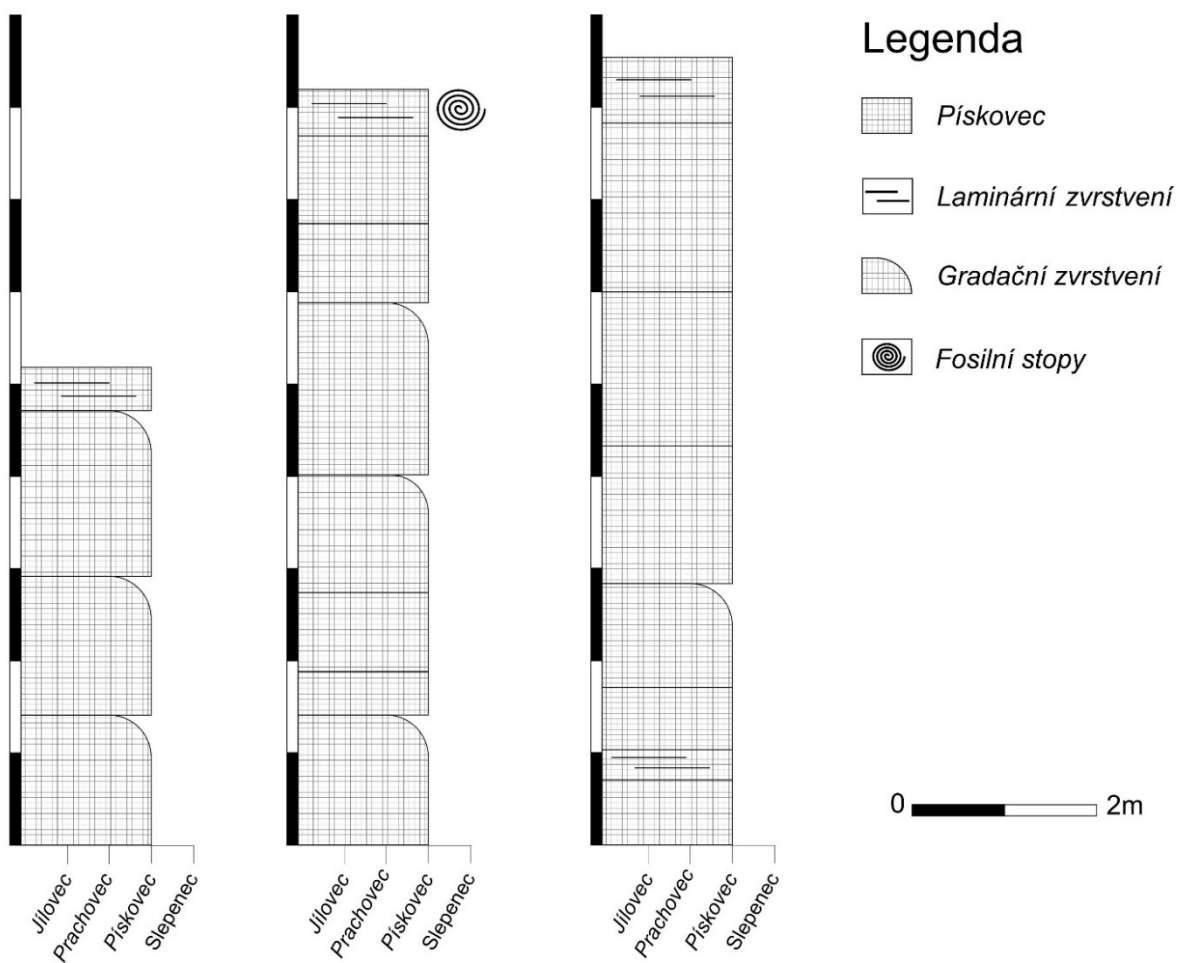 Legenda
Pískovec
Laminární zvrstvení
Gradační zvrstvení
Fosilní stopy
0 2m
Jílovec
Prachovec
Pískovec
Slepenec
Jílovec
Prachovec
Pískovec
Slepenec
Jílovec
Prachovec
Pískovec
Slepenec